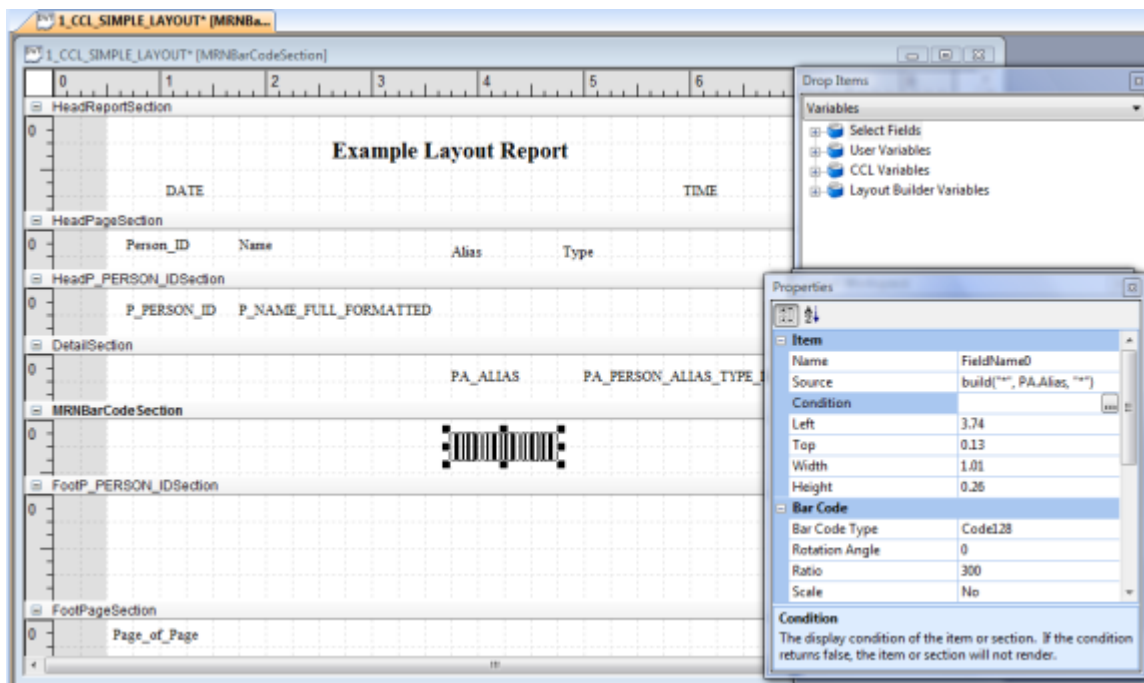 1_CCL_SIMPLE_LAYOUT* [MRNBa...
1_CCL_SIMPLE_LAYOUT* [MRNBarCodeSection]
0 1 2 3 4 5 6
HeadReportSection
0
Example Layout Report
DATE TIME
HeadPageSection
0
Person_ID Name Alias Type
HeadP_PERSON_IDSection
0
P_PERSON_ID P_NAME_FULL_FORMATTED
DetailSection
0
PA_ALIAS PA_PERSON_ALIAS_TYPE_
MRNBarCodeSection
0
FootP_PERSON_IDSection
0
FootPageSection
0
Page_of_Page
Drop Items
Variables
Select Fields
User Variables
CCL Variables
Layout Builder Variables
Properties
Item
Name FieldName0
Source build("*", PA.Alias, "*")
Condition ...
Left 3.74
Top 0.13
Width 1.01
Height 0.26
Bar Code
Bar Code Type Code128
Rotation Angle 0
Ratio 300
Scale No
Condition
The display condition of the item or section. If the condition
returns false, the item or section will not render.